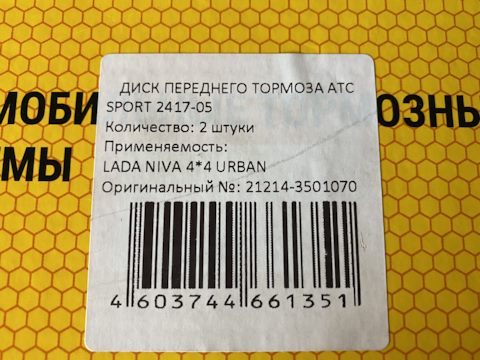 ДИСК ПЕРЕДНЕГО ТОРМОЗА АТС
SPORT 2417-05
Количество: 2 штуки
Применяемость:
LADA NIVA 4*4 URBAN
Оригинальный №: 21214-3501070
4 603744 661351